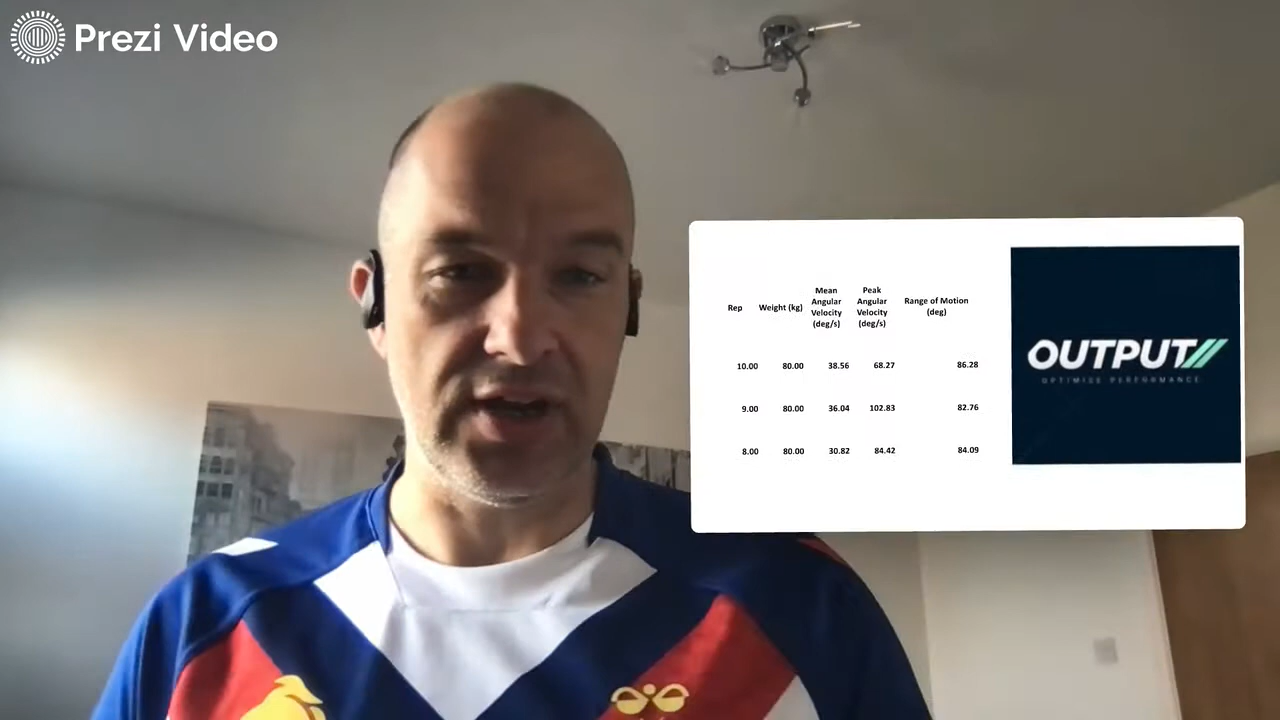 Prezi Video
Mean Peak
Rep Weight (kg) Angular Angular Range of Motion
Velocity Velocity (deg)
(deg/s) (deg/s)
10.00 80.00 38.56 68.27 86.28
9.00 80.00 36.04 102.83 82.76
8.00 80.00 30.82 84.42 84.09
OUTPUT
OPTIMISE PERFORMANCE